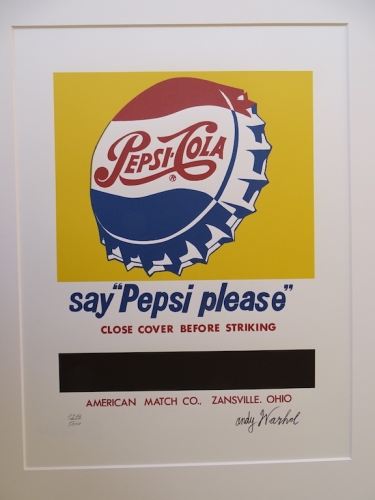 PEPSI-COLA
®
say "Pepsi please"
CLOSE COVER BEFORE STRIKING
AMERICAN MATCH CO., ZANSVILLE, OHIO
andy Warhol